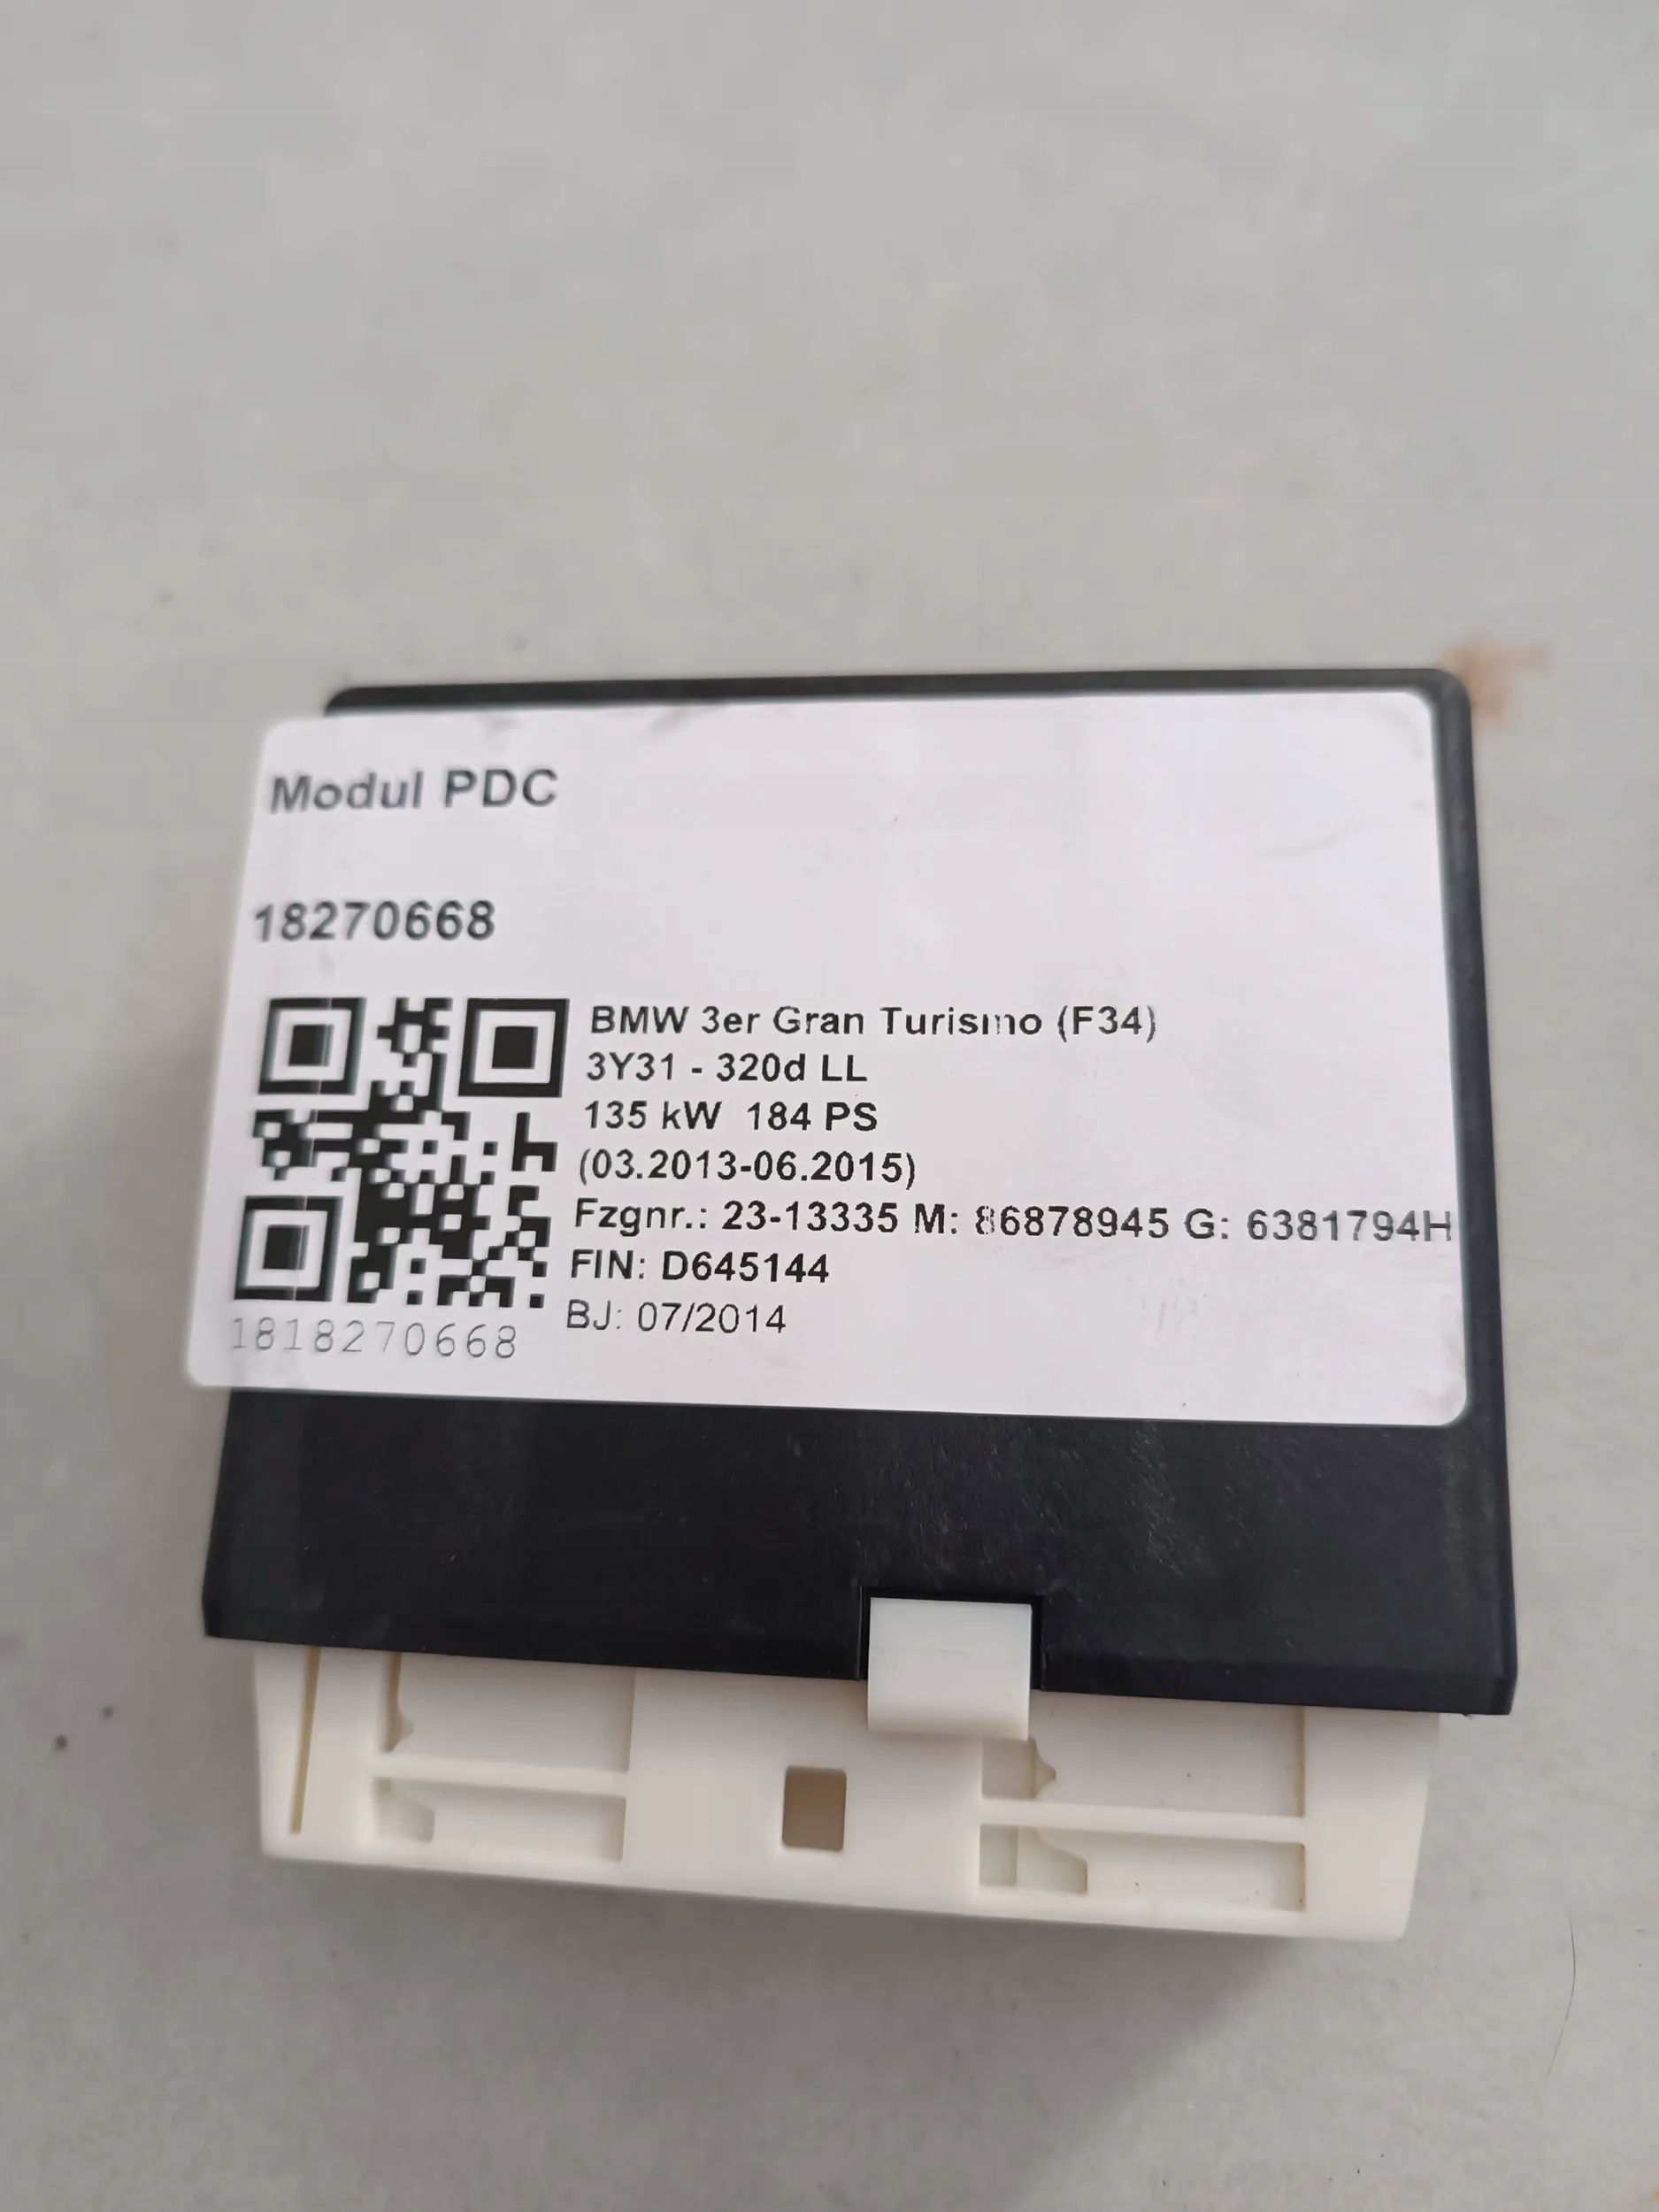 Modul PDC
18270668
BMW 3er Gran Turismo (F34)
3Y31 - 320d LL
135 kW 184 PS
(03.2013-06.2015)
Fzgnr.: 23-13335 M: 86878945 G: 6381794H
FIN: D645144
BJ: 07/2014
1818270668